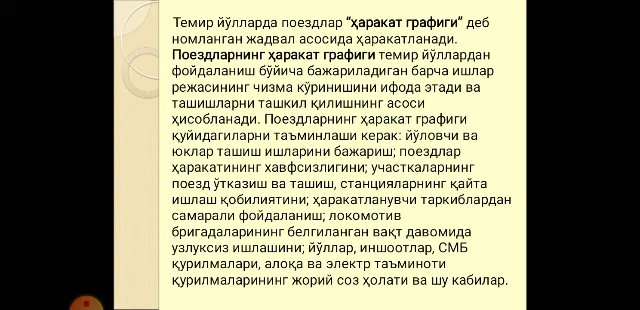 Темир йўлларда поездлар “ҳаракат графиги” деб
номланган жадвал асосида ҳаракатланади.
Поездларнинг ҳаракат графиги темир йўллардан
фойдаланиш бўйича бажариладиган барча ишлар
режасининг чизма кўринишини ифода этади ва
ташишларни ташкил қилишнинг асоси
ҳисобланади. Поездларнинг ҳаракат графиги
қуйидагиларни таъминлаши керак: йўловчи ва
юклар ташиш ишларини бажариш; поездлар
ҳаракатининг хавфсизлигини; участкаларнинг
поезд ўтказиш ва ташиш, станцияларнинг қайта
ишлаш қобилиятини; ҳаракатланувчи таркиблардан
самарали фойдаланиш; локомотив
бригадаларининг белгиланган вақт давомида
узлуксиз ишлашини; йўллар, иншоотлар, СМБ
қурилмалари, алоқа ва электр таъминоти
қурилмаларининг жорий соз ҳолати ва шу кабилар.